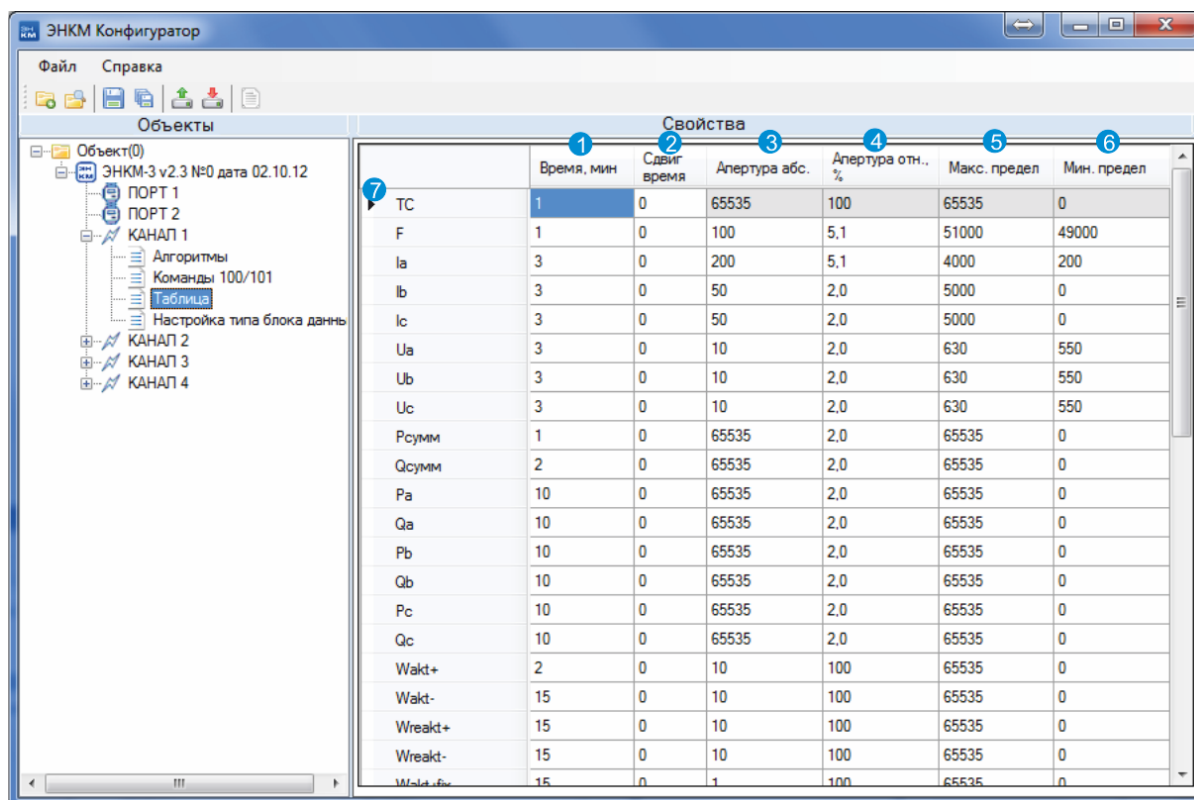 ЭНКМ Конфигуратор
Файл Справка
Объекты Свойства
Объект(0)
ЭНКМ-3 v2.3 №0 дата 02.10.12
ПОРТ 1
ПОРТ 2
КАНАЛ 1
Алгоритмы
Команды 100/101
Таблица
Настройка типа блока данны
КАНАЛ 2
КАНАЛ 3
КАНАЛ 4
1 2 3 4 5 6
Время, мин Сдвиг время Апертура абс. Апертура отн., % Макс. предел Мин. предел
7 ТС 1 0 65535 100 65535 0
F 1 0 100 5,1 51000 49000
Ia 3 0 200 5,1 4000 200
Ib 3 0 50 2,0 5000 0
Ic 3 0 50 2,0 5000 0
Ua 3 0 10 2,0 630 550
Ub 3 0 10 2,0 630 550
Uc 3 0 10 2,0 630 550
Pсумм 1 0 65535 2,0 65535 0
Qсумм 2 0 65535 2,0 65535 0
Pa 10 0 65535 2,0 65535 0
Qa 10 0 65535 2,0 65535 0
Pb 10 0 65535 2,0 65535 0
Qb 10 0 65535 2,0 65535 0
Pc 10 0 65535 2,0 65535 0
Qc 10 0 65535 2,0 65535 0
Wakt+ 2 0 10 100 65535 0
Wakt- 15 0 10 100 65535 0
Wreakt+ 15 0 10 100 65535 0
Wreakt- 15 0 10 100 65535 0
15 0 1 100 65535 0